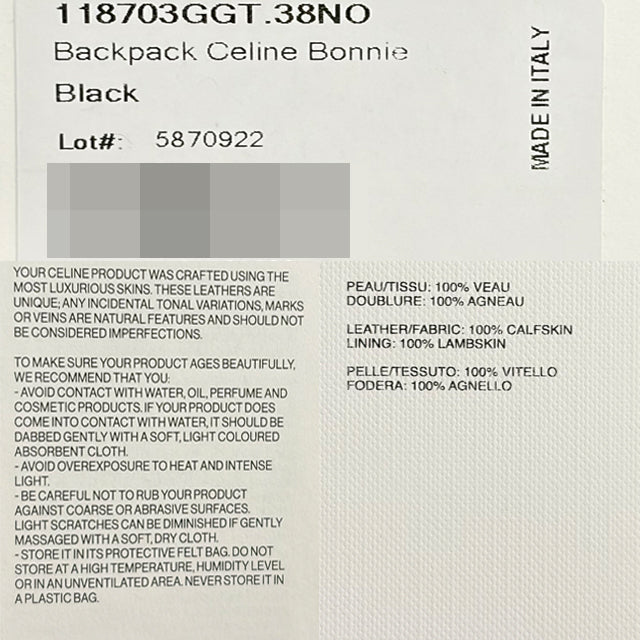 118703GGT.38NO
Backpack Celine Bonnie
Black
Lot#: 5870922
MADE IN ITALY
YOUR CELINE PRODUCT WAS CRAFTED USING THE
MOST LUXURIOUS SKINS. THESE LEATHERS ARE
UNIQUE; ANY INCIDENTAL TONAL VARIATIONS, MARKS
OR VEINS ARE NATURAL FEATURES AND SHOULD NOT
BE CONSIDERED IMPERFECTIONS.
TO MAKE SURE YOUR PRODUCT AGES BEAUTIFULLY,
WE RECOMMEND THAT YOU:
- AVOID CONTACT WITH WATER, OIL, PERFUME AND
COSMETIC PRODUCTS. IF YOUR PRODUCT DOES
COME INTO CONTACT WITH WATER, IT SHOULD BE
DABBED GENTLY WITH A SOFT, LIGHT COLOURED
ABSORBENT CLOTH.
- AVOID OVEREXPOSURE TO HEAT AND INTENSE
LIGHT.
- BE CAREFUL NOT TO RUB YOUR PRODUCT
AGAINST COARSE OR ABRASIVE SURFACES.
LIGHT SCRATCHES CAN BE DIMINISHED IF GENTLY
MASSAGED WITH A SOFT, DRY CLOTH.
- STORE IT IN ITS PROTECTIVE FELT BAG. DO NOT
STORE AT A HIGH TEMPERATURE, HUMIDITY LEVEL
OR IN AN UNVENTILATED AREA. NEVER STORE IT IN
A PLASTIC BAG.
PEAU/TISSU: 100% VEAU
DOUBLURE: 100% AGNEAU
LEATHER/FABRIC: 100% CALFSKIN
LINING: 100% LAMBSKIN
PELLE/TESSUTO: 100% VITELLO
FODERA: 100% AGNELLO